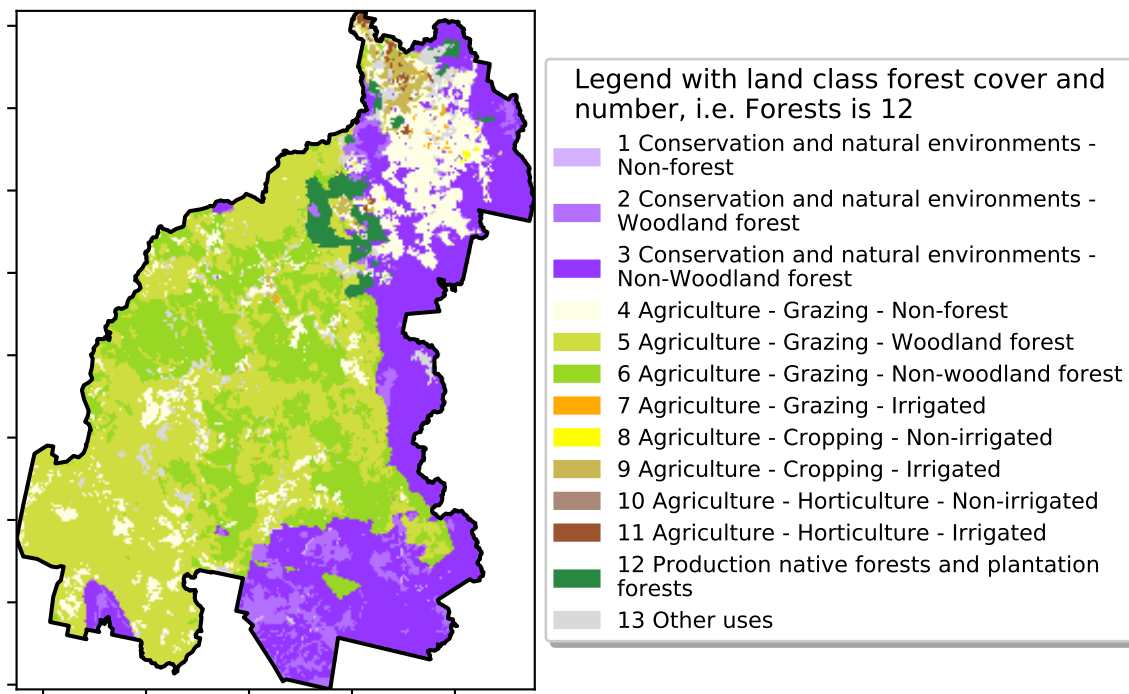 Legend with land class forest cover and
number, i.e. Forests is 12
1 Conservation and natural environments -
Non-forest
2 Conservation and natural environments -
Woodland forest
3 Conservation and natural environments -
Non-Woodland forest
4 Agriculture - Grazing - Non-forest
5 Agriculture - Grazing - Woodland forest
6 Agriculture - Grazing - Non-woodland forest
7 Agriculture - Grazing - Irrigated
8 Agriculture - Cropping - Non-irrigated
9 Agriculture - Cropping - Irrigated
10 Agriculture - Horticulture - Non-irrigated
11 Agriculture - Horticulture - Irrigated
12 Production native forests and plantation
forests
13 Other uses